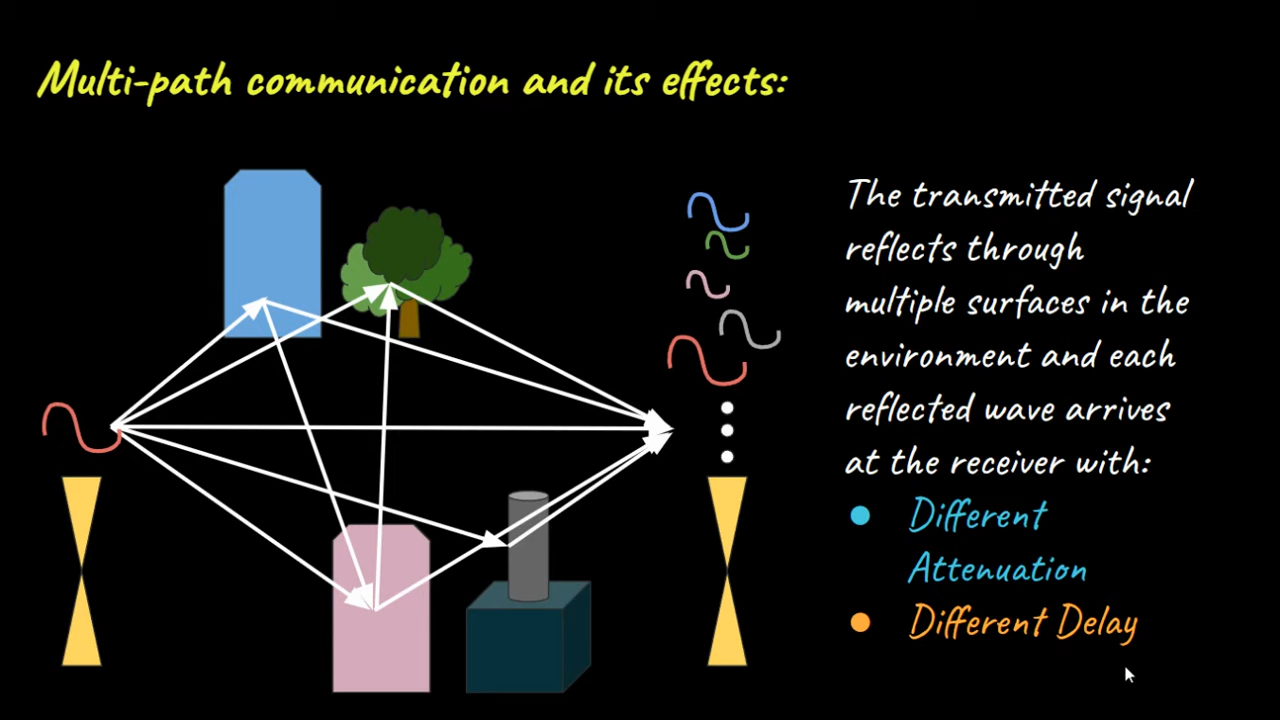 Multi-path communication and its effects:
The transmitted signal
reflects through
multiple surfaces in the
environment and each
reflected wave arrives
at the receiver with:
● Different
Attenuation
● Different Delay